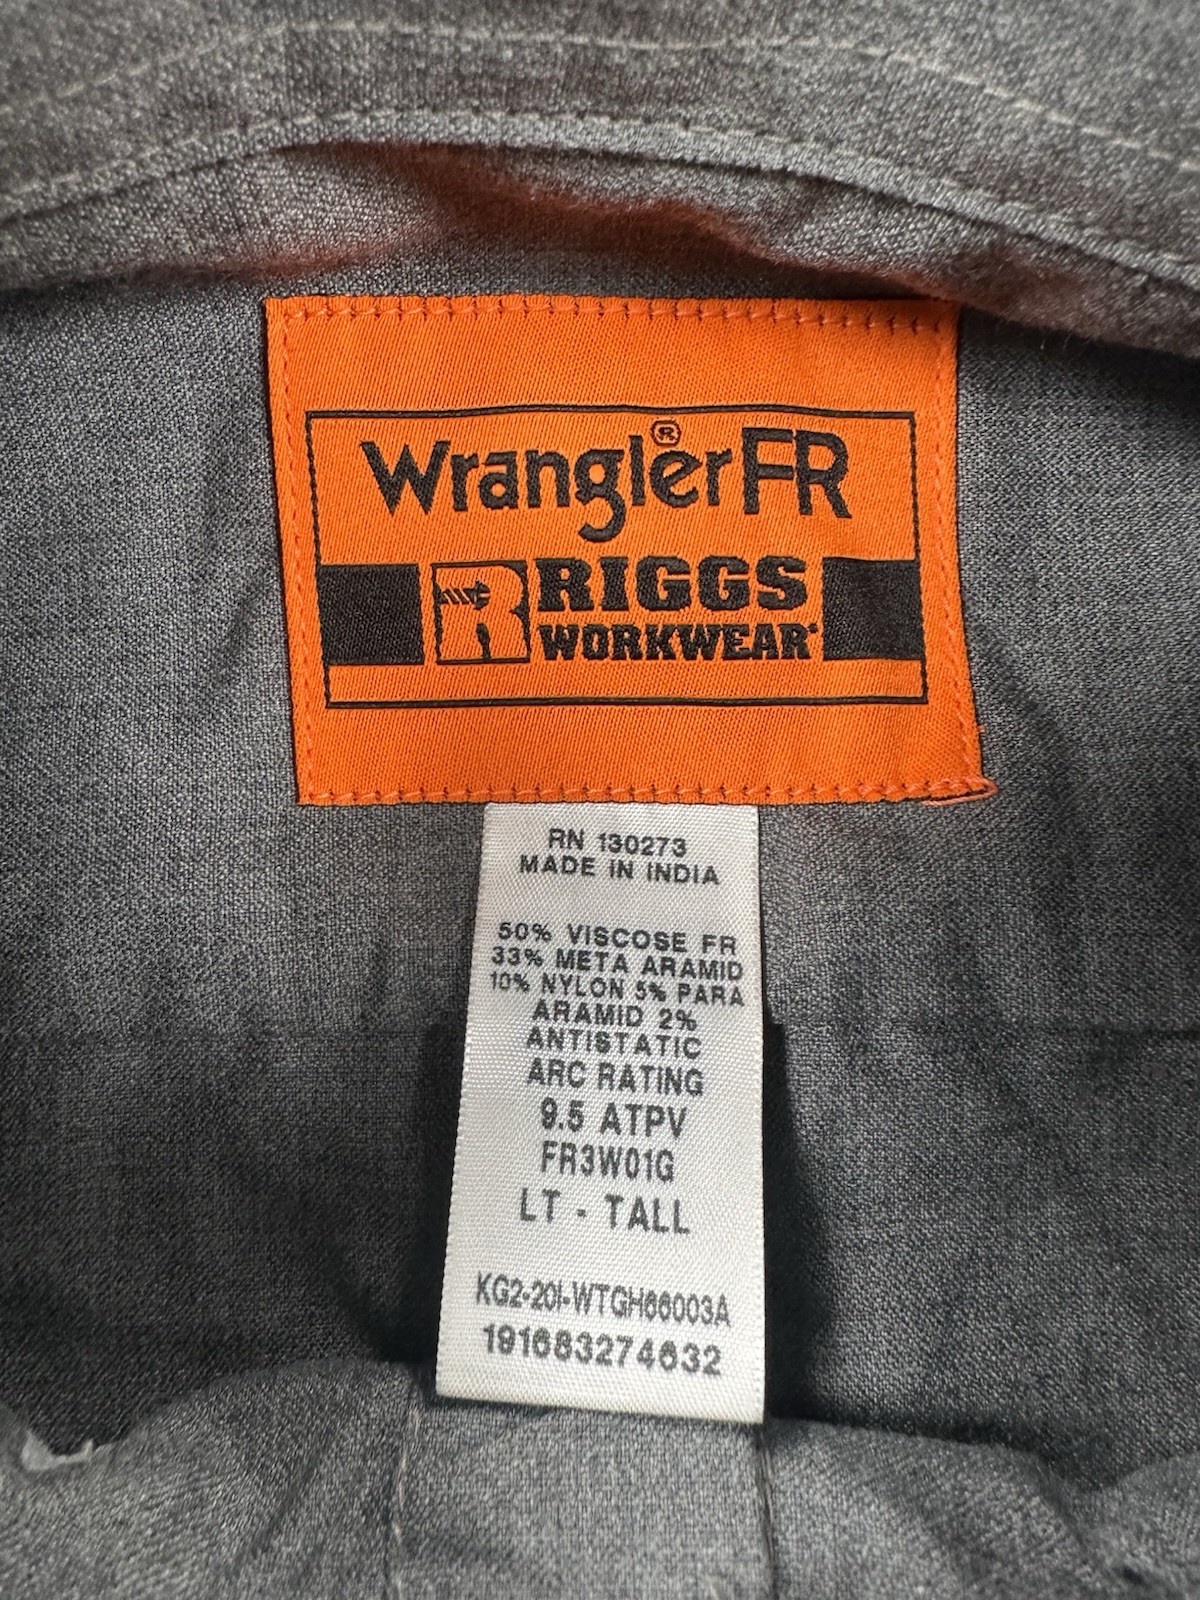 Wrangler® FR
R RIGGS
WORKWEAR
RN 130273
MADE IN INDIA
50% VISCOSE FR
33% META ARAMID
10% NYLON 5% PARA
ARAMID 2%
ANTISTATIC
ARC RATING
9.5 ATPV
FR3W01G
LT - TALL
KG2-20I-WTGH66003A
191683274632